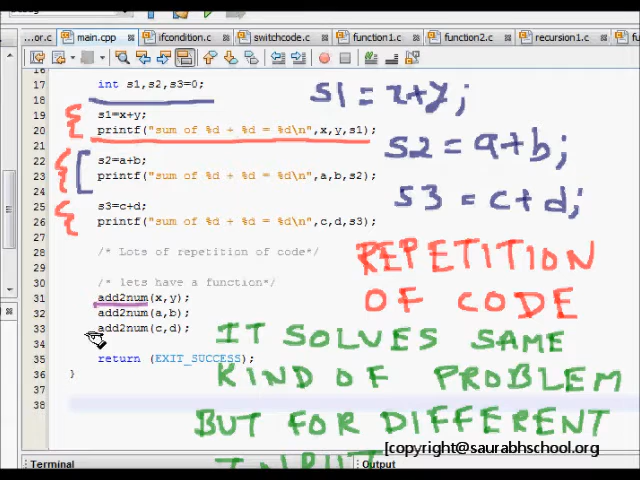 ...or.c main.cpp ifcondition.c switchcode.c function1.c function2.c recursion1.c fu
16
17 int s1,s2,s3=0; s1 = x+y;
18
19 s1=x+y;
20 printf("sum of %d + %d = %d\n",x,y,s1);
21
22 s2=a+b; s2 = a+b;
23 printf("sum of %d + %d = %d\n",a,b,s2);
24
25 s3=c+d; s3 = c+d;
26 printf("sum of %d + %d = %d\n",c,d,s3);
27
28 /* Lots of repetition of code*/ REPETITION
29
30 /* lets have a function*/
31 add2num(x,y); OF CODE
32 add2num(a,b);
33 add2num(c,d); IT SOLVES SAME
34
35 return (EXIT_SUCCESS);
36 } KIND OF PROBLEM
37
38 BUT FOR DIFFERENT
[copyright@saurabhschool.org
INPUT
Terminal Output